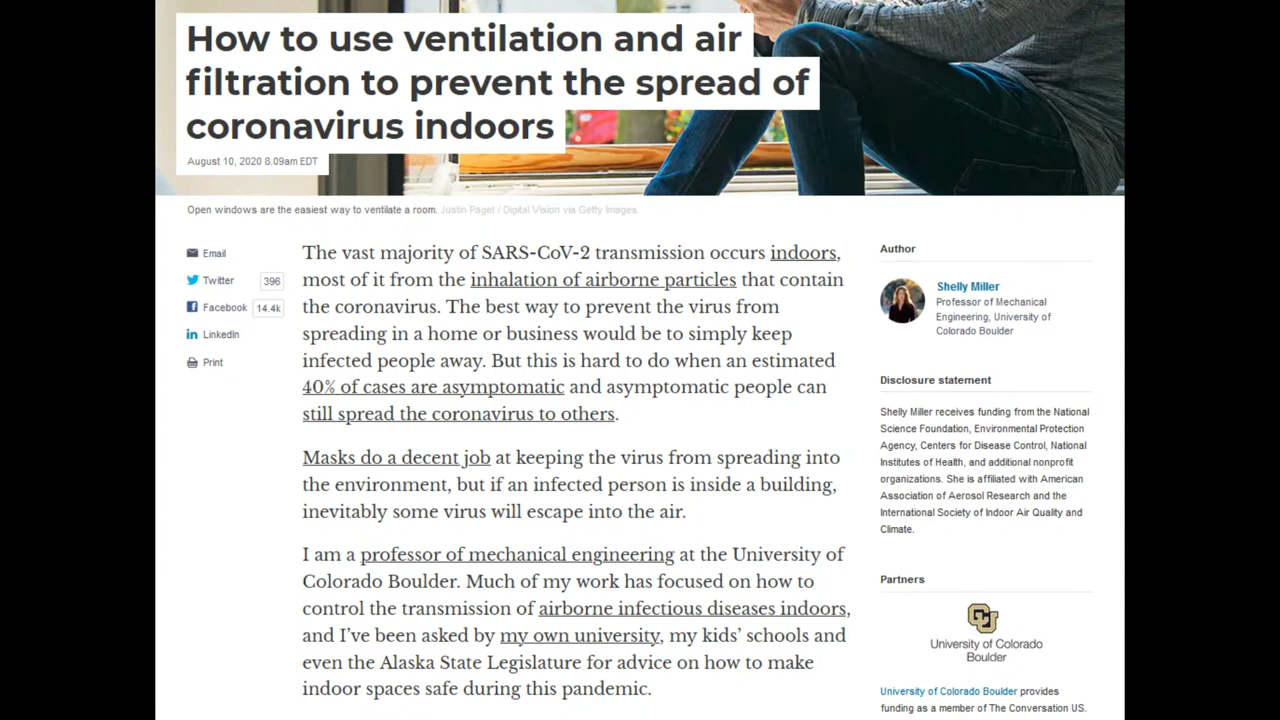 How to use ventilation and air
filtration to prevent the spread of
coronavirus indoors
August 10, 2020 8.09am EDT
Open windows are the easiest way to ventilate a room. Justin Paget / Digital Vision via Getty Images
Email
Twitter 396
Facebook 14.4k
LinkedIn
Print
The vast majority of SARS-CoV-2 transmission occurs indoors,
most of it from the inhalation of airborne particles that contain
the coronavirus. The best way to prevent the virus from
spreading in a home or business would be to simply keep
infected people away. But this is hard to do when an estimated
40% of cases are asymptomatic and asymptomatic people can
still spread the coronavirus to others.
Masks do a decent job at keeping the virus from spreading into
the environment, but if an infected person is inside a building,
inevitably some virus will escape into the air.
I am a professor of mechanical engineering at the University of
Colorado Boulder. Much of my work has focused on how to
control the transmission of airborne infectious diseases indoors,
and I’ve been asked by my own university, my kids’ schools and
even the Alaska State Legislature for advice on how to make
indoor spaces safe during this pandemic.
Author
Shelly Miller
Professor of Mechanical
Engineering, University of
Colorado Boulder
Disclosure statement
Shelly Miller receives funding from the National
Science Foundation, Environmental Protection
Agency, Centers for Disease Control, National
Institutes of Health, and additional nonprofit
organizations. She is affiliated with American
Association of Aerosol Research and the
International Society of Indoor Air Quality and
Climate.
Partners
CU
University of Colorado
Boulder
University of Colorado Boulder provides
funding as a member of The Conversation US.